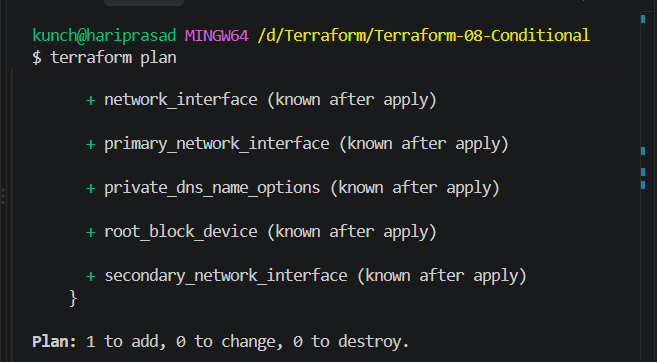 kunch@hariprasad MINGW64 /d/Terraform/Terraform-08-Conditional
$ terraform plan
+ network_interface (known after apply)
+ primary_network_interface (known after apply)
+ private_dns_name_options (known after apply)
+ root_block_device (known after apply)
+ secondary_network_interface (known after apply)
}
Plan: 1 to add, 0 to change, 0 to destroy.